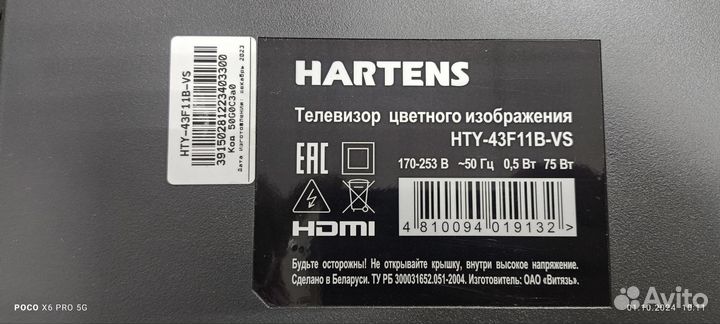 HTY-43F11B-VS
39150281223403300
Код 50G0C3a0
Дата изготовления: декабрь 2023
HARTENS
Телевизор цветного изображения
HTY-43F11B-VS
EAC
170-253 В ~50 Гц 0,5 Вт 75 Вт
HDMI
4 810094 019132 >
Будьте осторожны! Не открывайте крышку, внутри высокое напряжение.
Сделано в Беларуси. ТУ РБ 300031652.051-2004. Изготовитель: ОАО «Витязь».
POCO X6 PRO 5G
Avito
01.10.2024 10:11